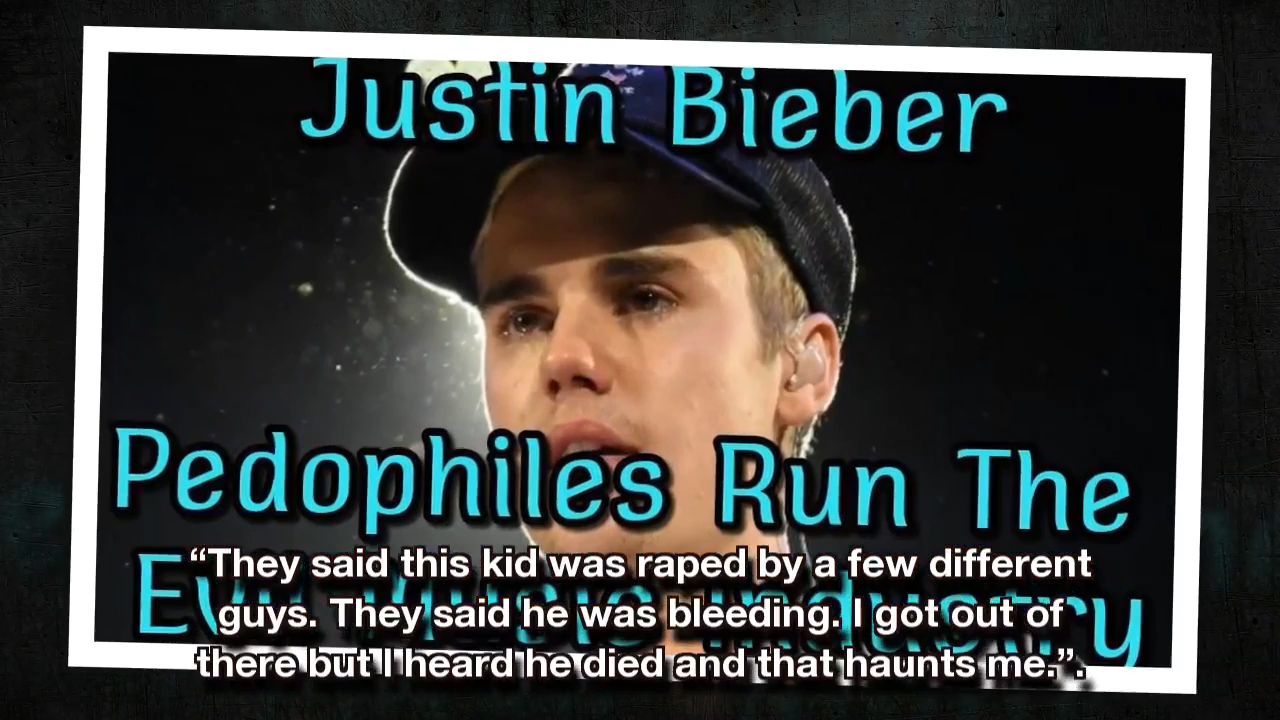 Justin Bieber
Pedophiles Run The
“They said this kid was raped by a few different
guys. They said he was bleeding. I got out of
there but I heard he died and that haunts me.”.